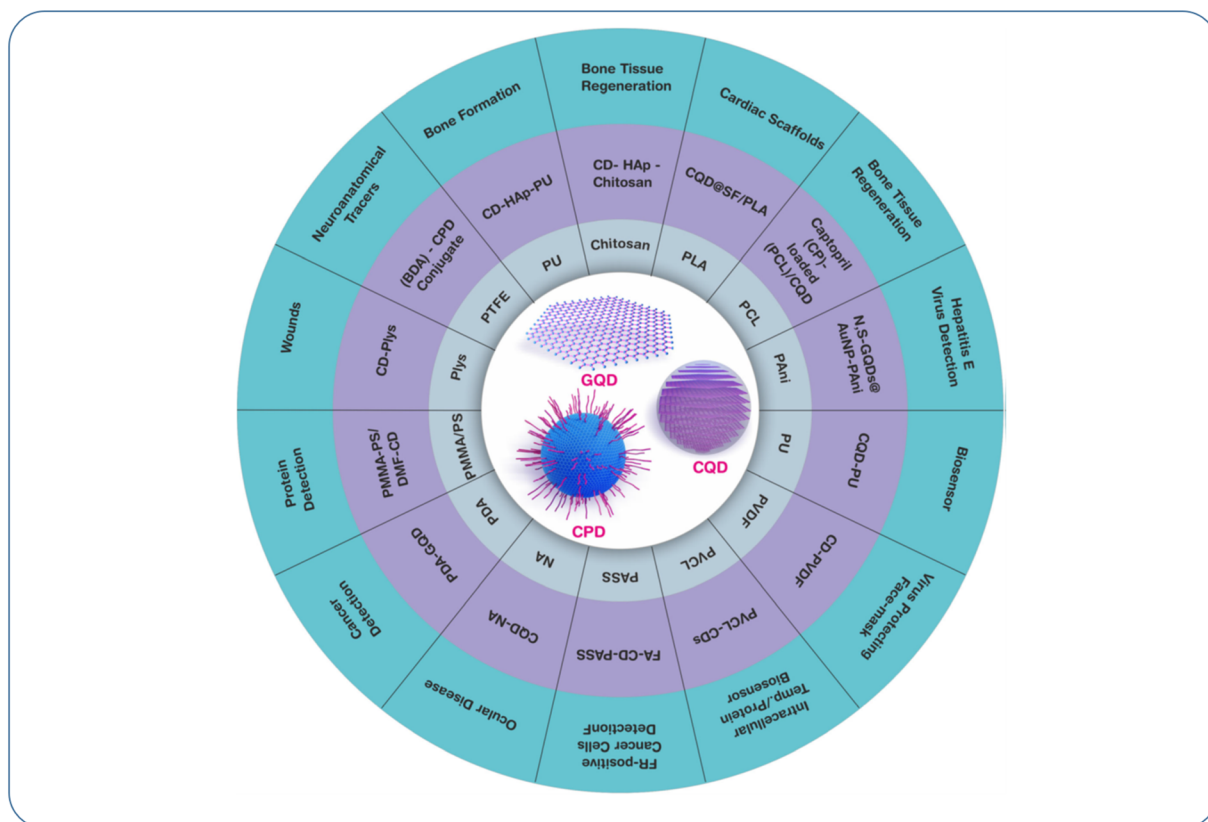 Bone Tissue
Regeneration
Cardiac Scaffolds
Bone Tissue
Regeneration
Hepatitis E
Virus Detection
Biosensor
Virus Protecting
Face-mask
Intracellular
Temp./Protein
Biosensor
FR-positive
Cancer Cells
DetectionF
Ocular Disease
Cancer
Detection
Protein
Detection
Wounds
Neuroanatomical
Tracers
Bone Formation
CD- HAp -
Chitosan
CQD@SF/PLA
Captopril
(CP)-
loaded
(PCL)/CQD
N,S-GQDs@
AuNP-PAni
CQD-PU
CD-PVDF
PVCL-CDs
FA-CD-PASS
CQD-NA
PDA-GQD
PMMA-PS/
DMF-CD
CD-Plys
(BDA) - CPD
Conjugate
CD-HAp-PU
Chitosan
PLA
PCL
PAni
PU
PVDF
PVCL
PASS
NA
PDA
PMMA/PS
Plys
PTFE
PU
GQD
CQD
CPD